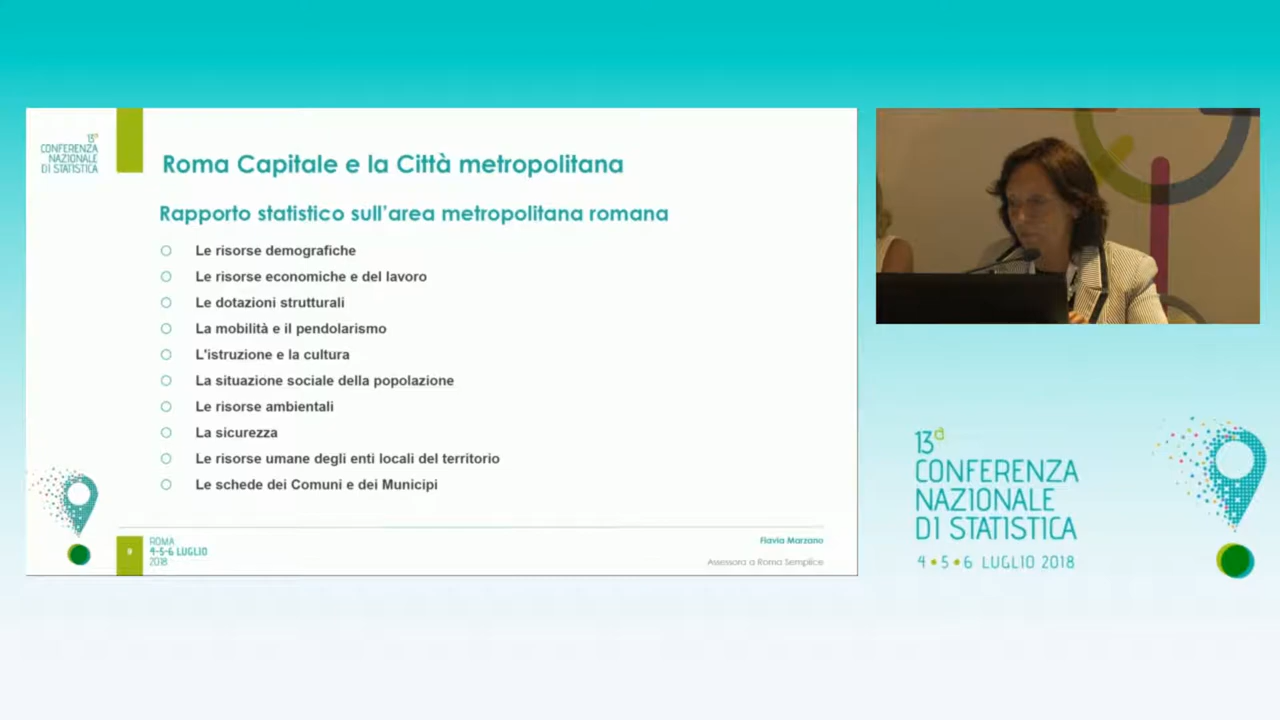 13a
CONFERENZA
NAZIONALE
DI STATISTICA
Roma Capitale e la Città metropolitana
Rapporto statistico sull'area metropolitana romana
Le risorse demografiche
Le risorse economiche e del lavoro
Le dotazioni strutturali
La mobilità e il pendolarismo
L'istruzione e la cultura
La situazione sociale della popolazione
Le risorse ambientali
La sicurezza
Le risorse umane degli enti locali del territorio
Le schede dei Comuni e dei Municipi
9
ROMA
4-5-6 LUGLIO
2018
Flavia Marzano
Assessora a Roma Semplice
13a
CONFERENZA
NAZIONALE
DI STATISTICA
4•5•6 LUGLIO 2018